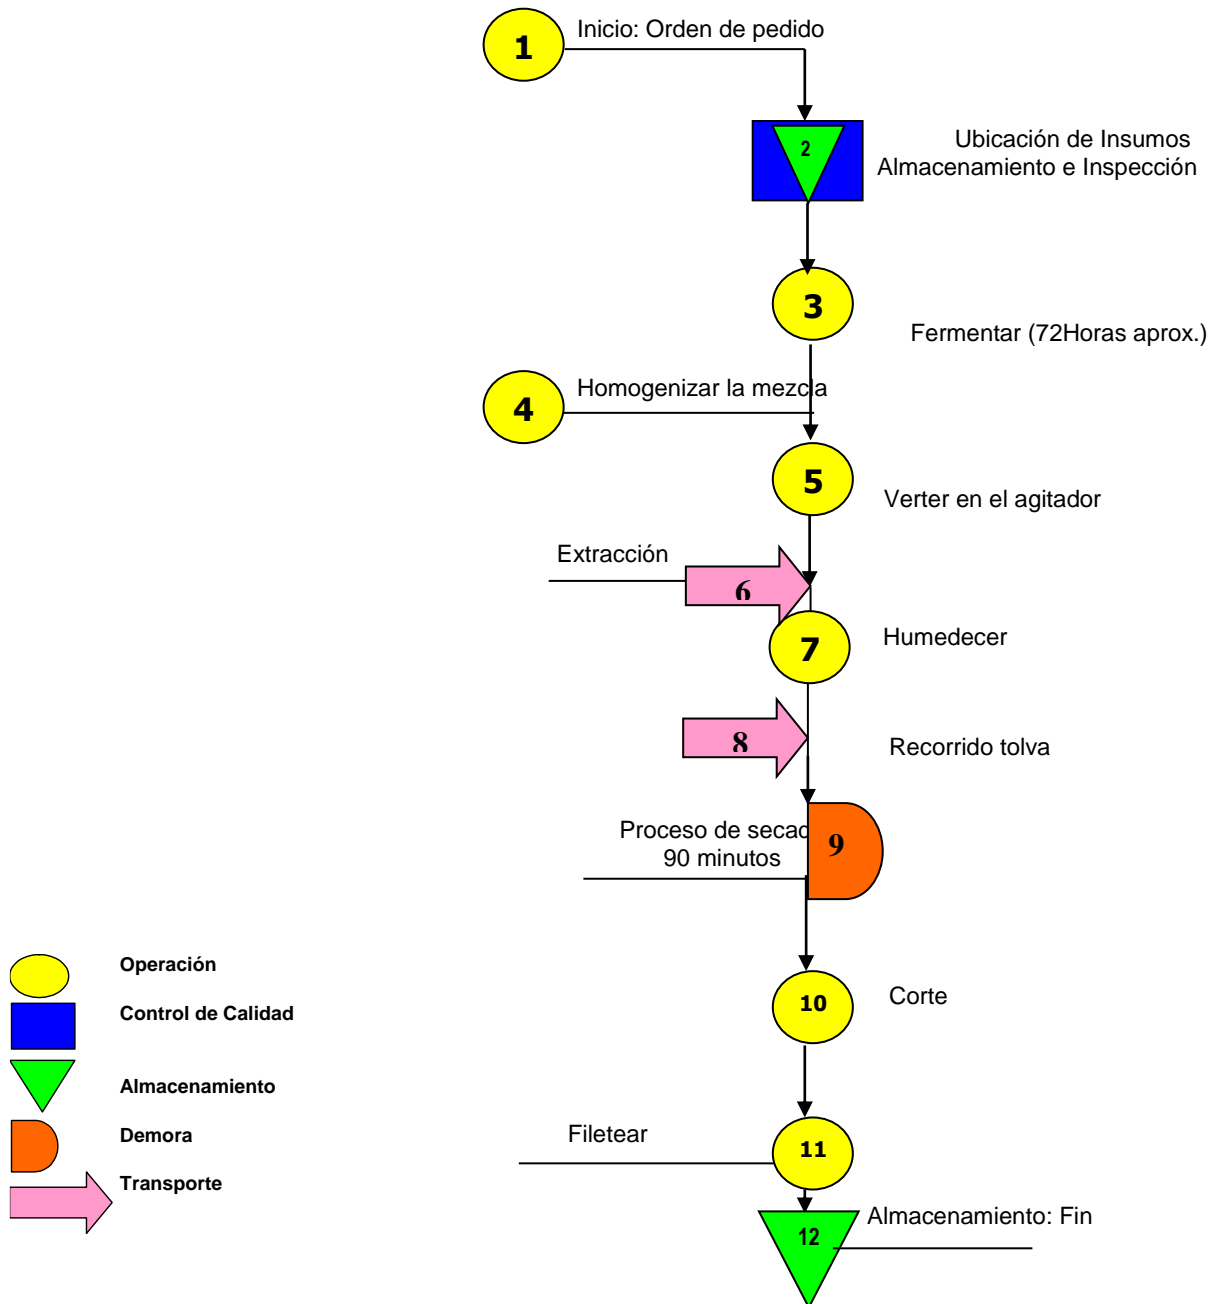 1
Inicio: Orden de pedido
2
Ubicación de Insumos
Almacenamiento e Inspección
3
Fermentar (72Horas aprox.)
4
Homogenizar la mezcla
5
Verter en el agitador
Extracción
6
7
Humedecer
8
Recorrido tolva
Proceso de secad
90 minutos
9
10
Corte
Operación
Control de Calidad
Almacenamiento
Demora
Transporte
Filetear
11
12
Almacenamiento: Fin